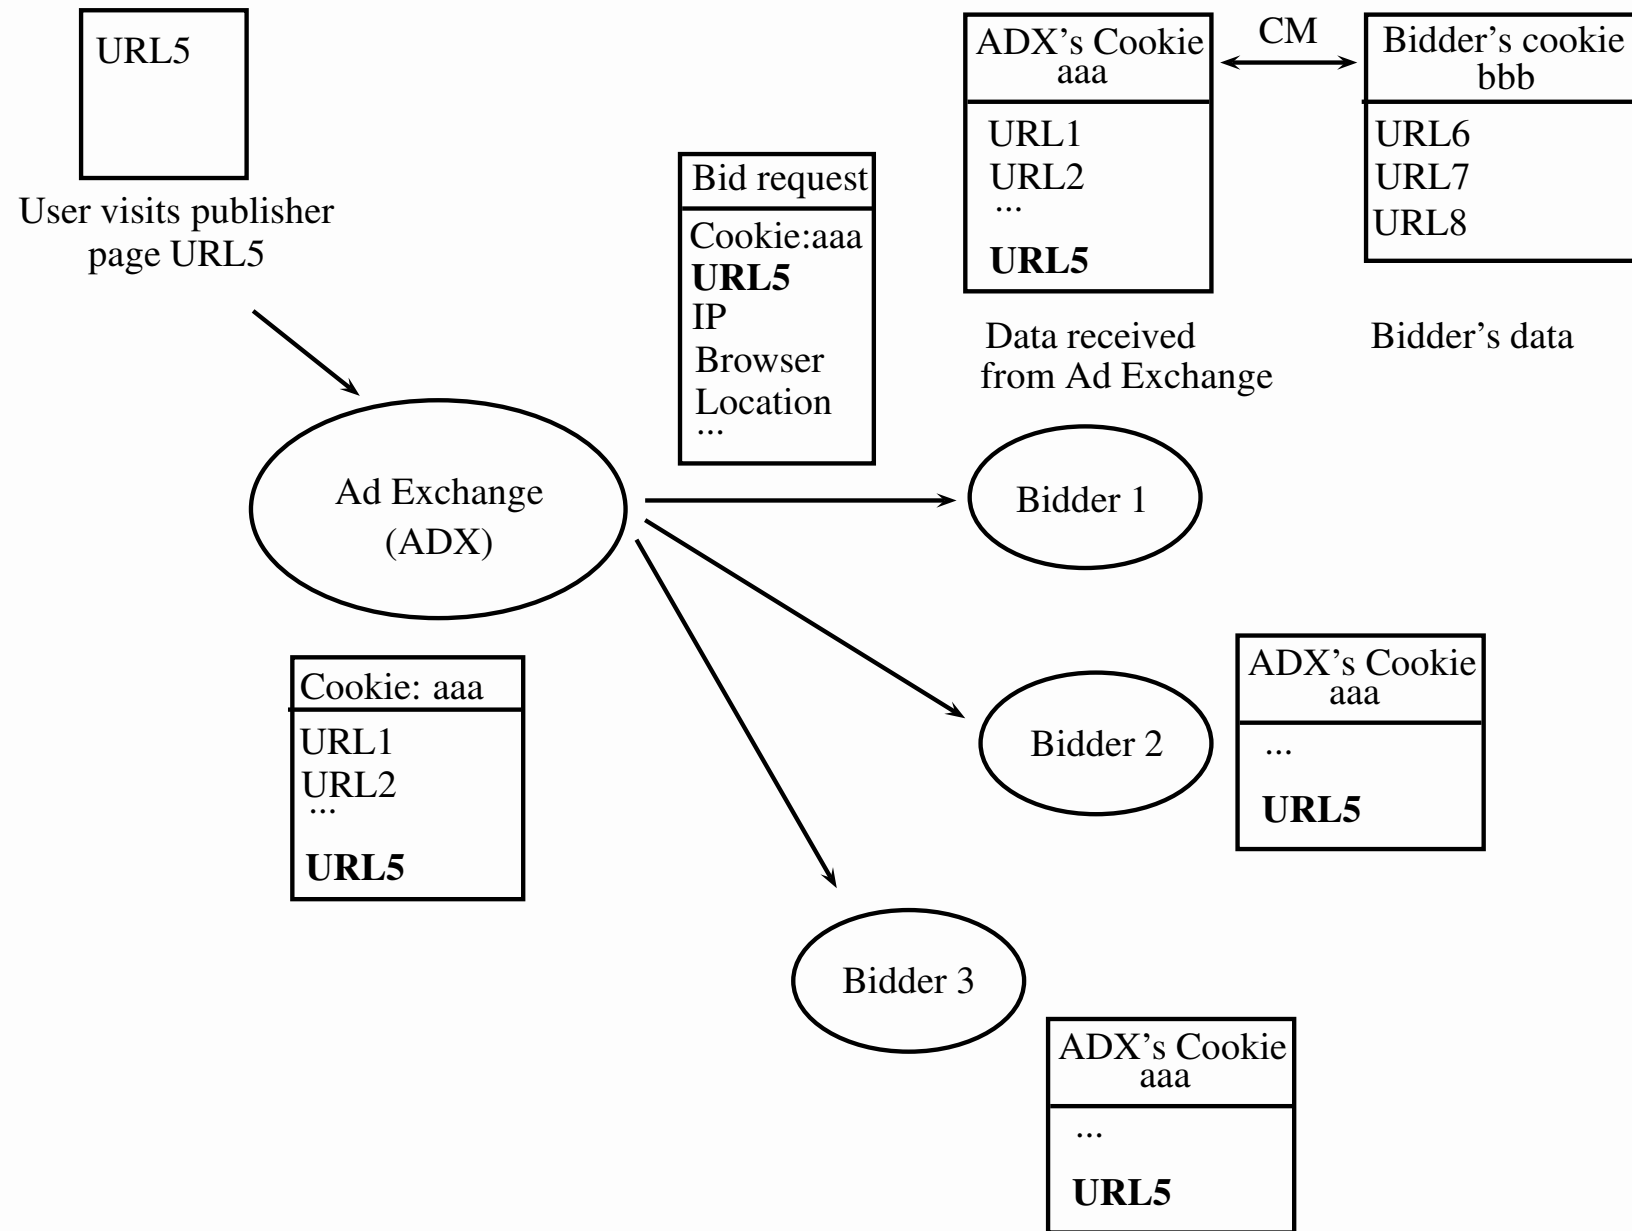 URL5
User visits publisher
page URL5
ADX's Cookie
aaa
URL1
URL2
...
URL5
CM
Bidder's cookie
bbb
URL6
URL7
URL8
Data received
from Ad Exchange
Bidder's data
Bid request
Cookie:aaa
URL5
IP
Browser
Location
...
Ad Exchange
(ADX)
Bidder 1
Cookie: aaa
URL1
URL2
...
URL5
Bidder 2
ADX's Cookie
aaa
...
URL5
Bidder 3
ADX's Cookie
aaa
...
URL5